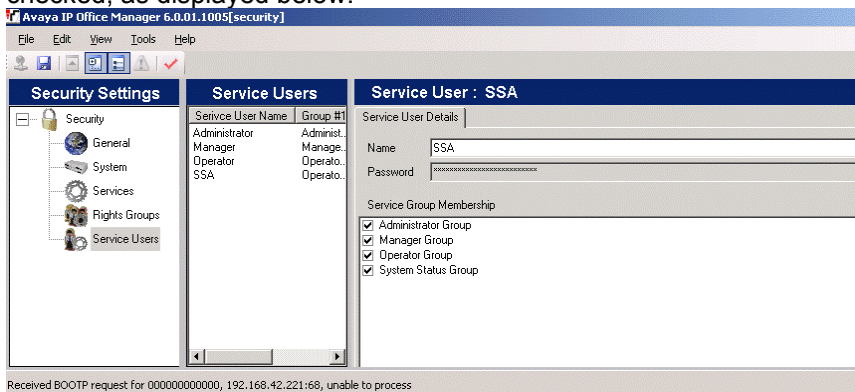 checked, as displayed below.
Avaya IP Office Manager 6.0.01.1005[security]
File Edit View Tools Help
Security Settings
Security
General
System
Services
Rights Groups
Service Users
Service Users
Serivce User Name Group #1
Administrator Administ..
Manager Manage..
Operator Operato..
SSA Operato..
Service User : SSA
Service User Details
Name SSA
Password xxxxxxxxxxxxxxxxxxxxxxxx
Service Group Membership
Administrator Group
Manager Group
Operator Group
System Status Group
Received BOOTP request for 000000000000, 192.168.42.221:68, unable to process